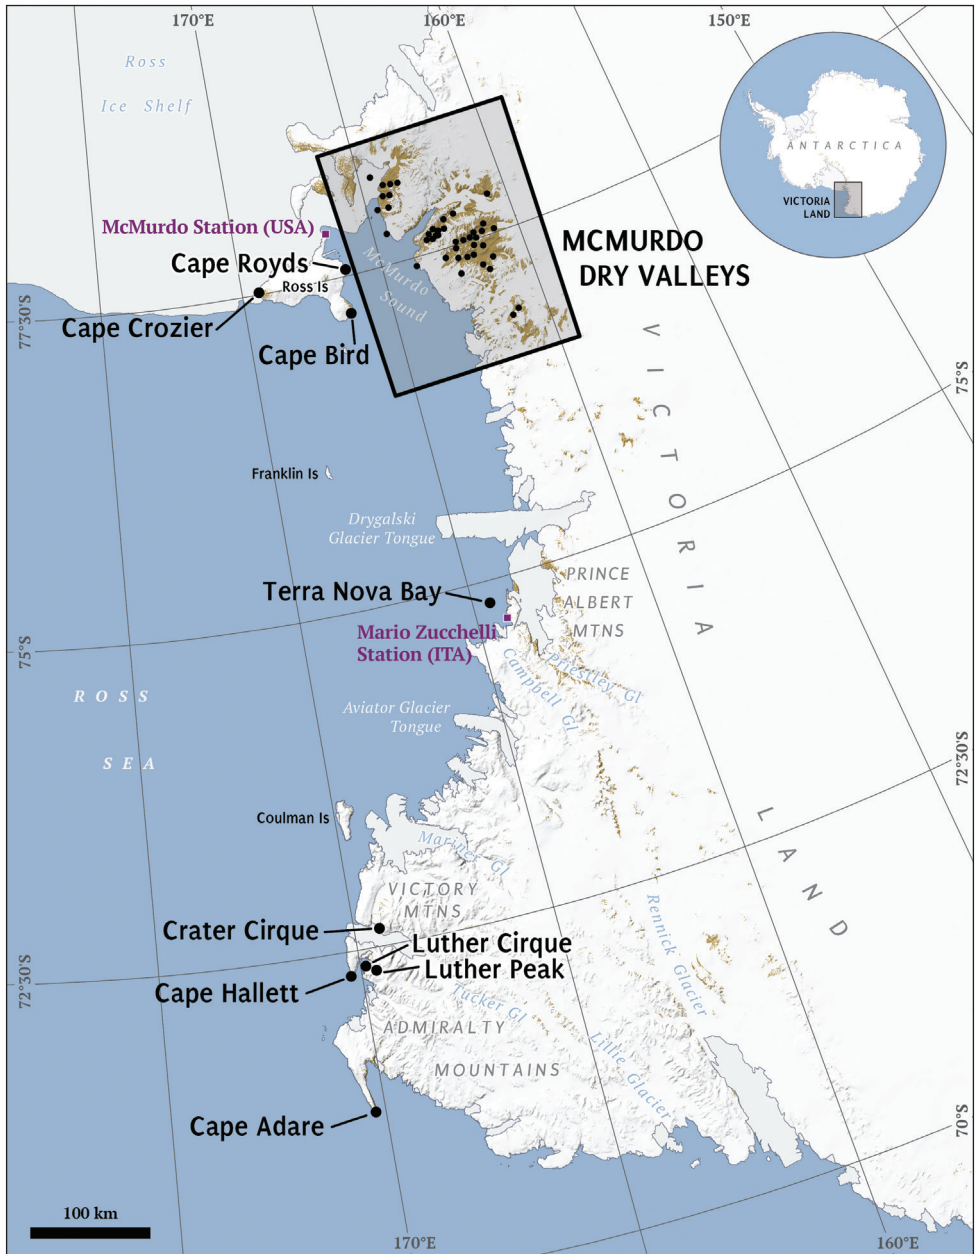 170°E
160°E
150°E
Ross
Ice Shelf
ANTARCTICA
VICTORIA
LAND
McMurdo Station (USA)
Cape Royds
Ross Is
Cape Crozier
Cape Bird
McMurdo
Sound
MCMURDO
DRY VALLEYS
77°30'S
75°S
VICTORIA
Franklin Is
Drygalski
Glacier Tongue
PRINCE
ALBERT
MTNS
Terra Nova Bay
Mario Zucchelli
Station (ITA)
Priestley Gl
Campbell Gl
75°S
ROSS
SEA
Aviator Glacier
Tongue
72°30'S
LAND
Coulman Is
Mariner Gl
VICTORY
MTNS
Crater Cirque
Luther Cirque
Luther Peak
Cape Hallett
Rennick Glacier
72°30'S
Tucker Gl
ADMIRALTY
MOUNTAINS
Lillie Glacier
Cape Adare
70°S
100 km
170°E
160°E